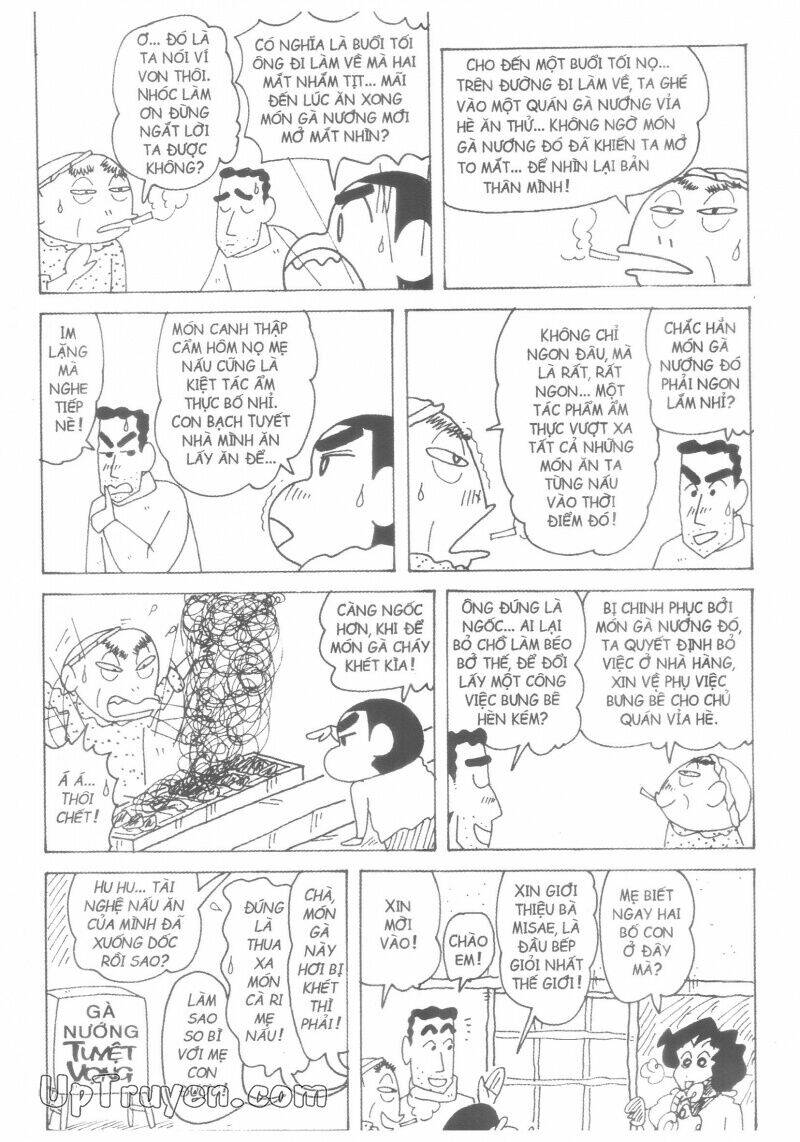 CHO ĐẾN MỘT BUỔI TỐI NỌ...
TRÊN ĐƯỜNG ĐI LÀM VỀ, TA GHÉ
VÀO MỘT QUÁN GÀ NƯỚNG VỈA
HÈ ĂN THỬ... KHÔNG NGỜ MÓN
GÀ NƯỚNG ĐÓ ĐÃ KHIẾN TA MỞ
TO MẮT... ĐỂ NHÌN LẠI BẢN
THÂN MÌNH!
CÓ NGHĨA LÀ BUỔI TỐI
ÔNG ĐI LÀM VỀ MÀ HAI
MẮT NHẮM TỊT... MÃI
ĐẾN LÚC ĂN XONG
MÓN GÀ NƯỚNG MỚI
MỞ MẮT NHÌN?
Ơ... ĐÓ LÀ
TA NÓI VÍ
VON THÔI.
NHÓC LÀM
ƠN ĐỪNG
NGẮT LỜI
TA ĐƯỢC
KHÔNG?
CHẮC HẲN
MÓN GÀ
NƯỚNG ĐÓ
PHẢI NGON
LẮM NHỈ?
KHÔNG CHỈ
NGON ĐÂU, MÀ
LÀ RẤT, RẤT
NGON... MỘT
TÁC PHẨM ẨM
THỰC VƯỢT XA
TẤT CẢ NHỮNG
MÓN ĂN TA
TỪNG NẤU
VÀO THỜI
ĐIỂM ĐÓ!
MÓN CANH THẬP
CẨM HÔM NỌ MẸ
NẤU CŨNG LÀ
KIỆT TÁC ẨM
THỰC BỐ NHỈ.
CON BẠCH TUYẾT
NHÀ MÌNH ĂN
LẤY ĂN ĐỂ...
IM
LẶNG
MÀ
NGHE
TIẾP
NÈ!
BỊ CHINH PHỤC BỞI
MÓN GÀ NƯỚNG ĐÓ,
TA QUYẾT ĐỊNH BỎ
VIỆC Ở NHÀ HÀNG,
XIN VỀ PHỤ VIỆC
BƯNG BÊ CHO CHỦ
QUÁN VỈA HÈ.
ÔNG ĐÚNG LÀ
NGỐC... AI LẠI
BỎ CHỖ LÀM BÉO
BỞ THẾ, ĐỂ ĐỔI
LẤY MỘT CÔNG
VIỆC BƯNG BÊ
HÈN KÉM?
CÀNG NGỐC
HƠN, KHI ĐỂ
MÓN GÀ CHÁY
KHÉT KÌA!
Á Á...
THÔI
CHẾT!
MẸ BIẾT
NGAY HAI
BỐ CON
Ở ĐÂY
MÀ?
XIN GIỚI
THIỆU BÀ
MISAE, LÀ
ĐẦU BẾP
GIỎI NHẤT
THẾ GIỚI!
CHÀO
EM!
XIN
MỜI
VÀO!
CHÀ,
MÓN
GÀ
NÀY
HƠI BỊ
KHÉT
THÌ
PHẢI!
ĐÚNG
LÀ
THUA XA
MÓN
CÀ RI
MẸ
NẤU!
LÀM
SAO
SO BÌ
VỚI MẸ
CON
HU HU... TÀI
NGHỆ NẤU ĂN
CỦA MÌNH ĐÃ
XUỐNG DỐC
RỒI SAO?
GÀ
NƯỚNG
TUYỆT
VỌNG
UpTruyen.com